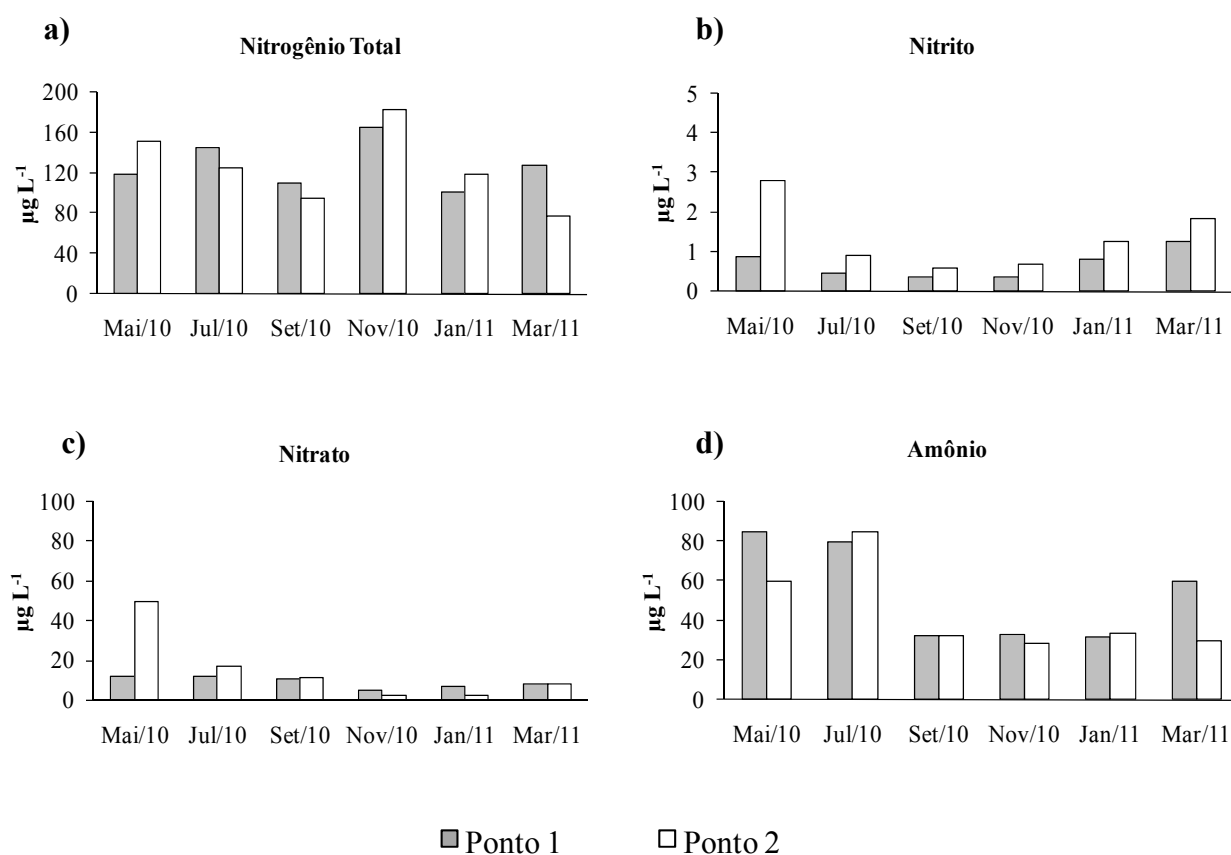 a)
Nitrogênio Total
µg L-1
200
160
120
80
40
0
Mai/10 Jul/10 Set/10 Nov/10 Jan/11 Mar/11
b)
Nitrito
µg L-1
5
4
3
2
1
0
Mai/10 Jul/10 Set/10 Nov/10 Jan/11 Mar/11
c)
Nitrato
µg L-1
100
80
60
40
20
0
Mai/10 Jul/10 Set/10 Nov/10 Jan/11 Mar/11
d)
Amônio
µg L-1
100
80
60
40
20
0
Mai/10 Jul/10 Set/10 Nov/10 Jan/11 Mar/11
Ponto 1 Ponto 2